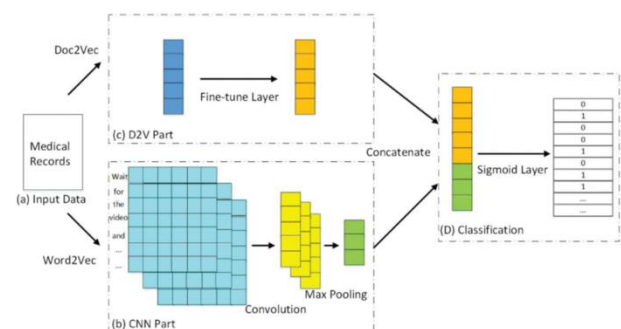 Doc2Vec
Fine-tune Layer
(c) D2V Part
Medical
Records
(a) Input Data
Word2Vec
Wait
for
the
video
and
...
...
Convolution
Max Pooling
(b) CNN Part
Concatenate
Sigmoid Layer
0
1
0
0
1
0
1
1
...
...
(D) Classification